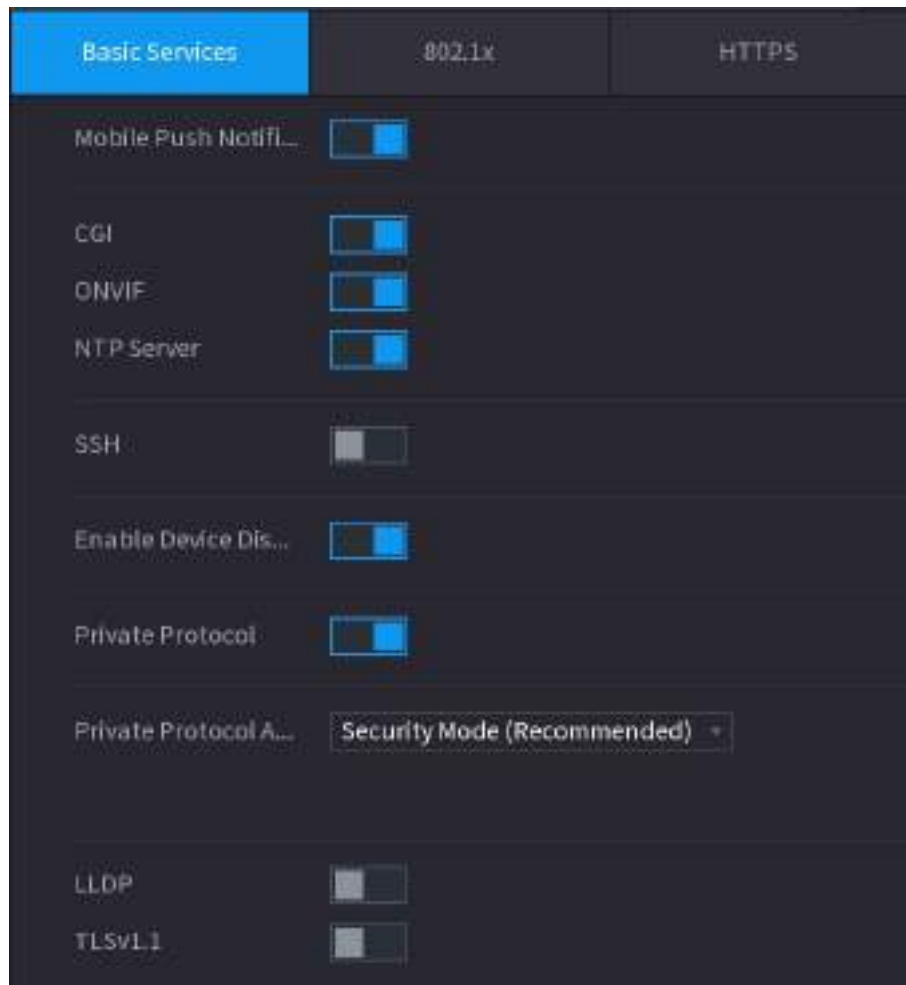 Basic Services 802.1x HTTPS
Mobile Push Notifi...
CGI
ONVIF
NTP Server
SSH
Enable Device Dis...
Private Protocol
Private Protocol A... Security Mode (Recommended)
LLDP
TLSv1.1